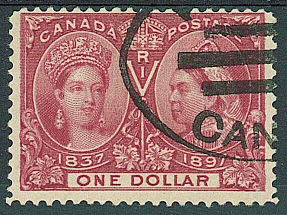 CANADA POSTAGE
V R I
1837 1897
ONE DOLLAR
CAN